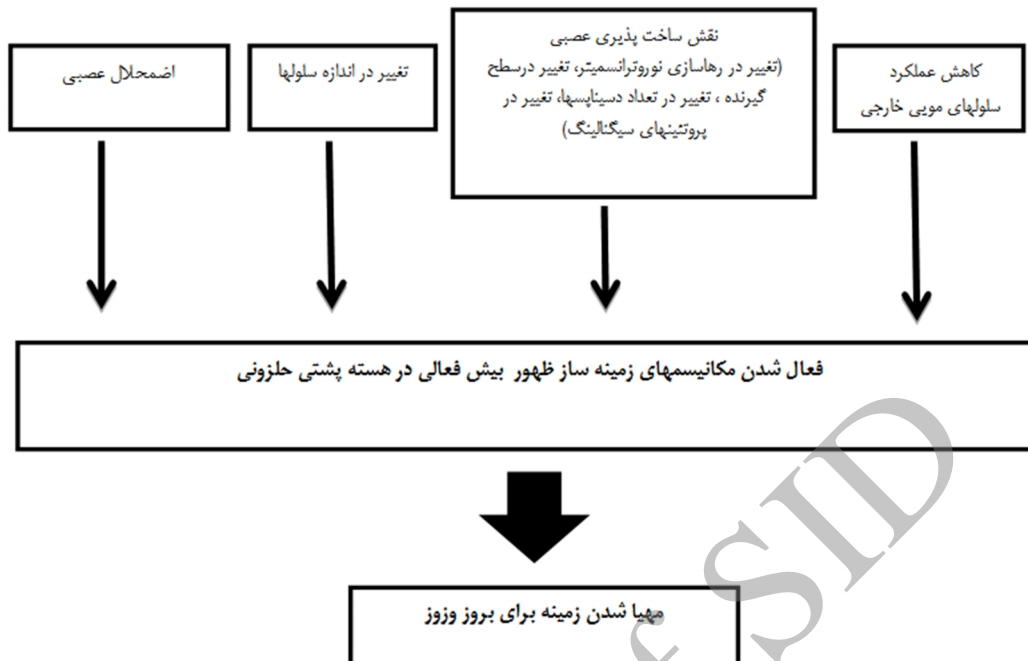 کاهش عملکرد
سلولهای مویی خارجی
نقش ساخت پذیری عصبی
(تغییر در رهاسازی نوروترانسمیتر، تغییر درسطح
گیرنده ، تغییر در تعداد دسیناپسها، تغییر در
پروتئینهای سیگنالینگ)
تغییر در اندازه سلولها
اضمحلال عصبی
فعال شدن مکانیسمهای زمینه ساز ظهور بیش فعالی در هسته پشتی حلزونی
مهیا شدن زمینه برای بروز وزوز
of SID